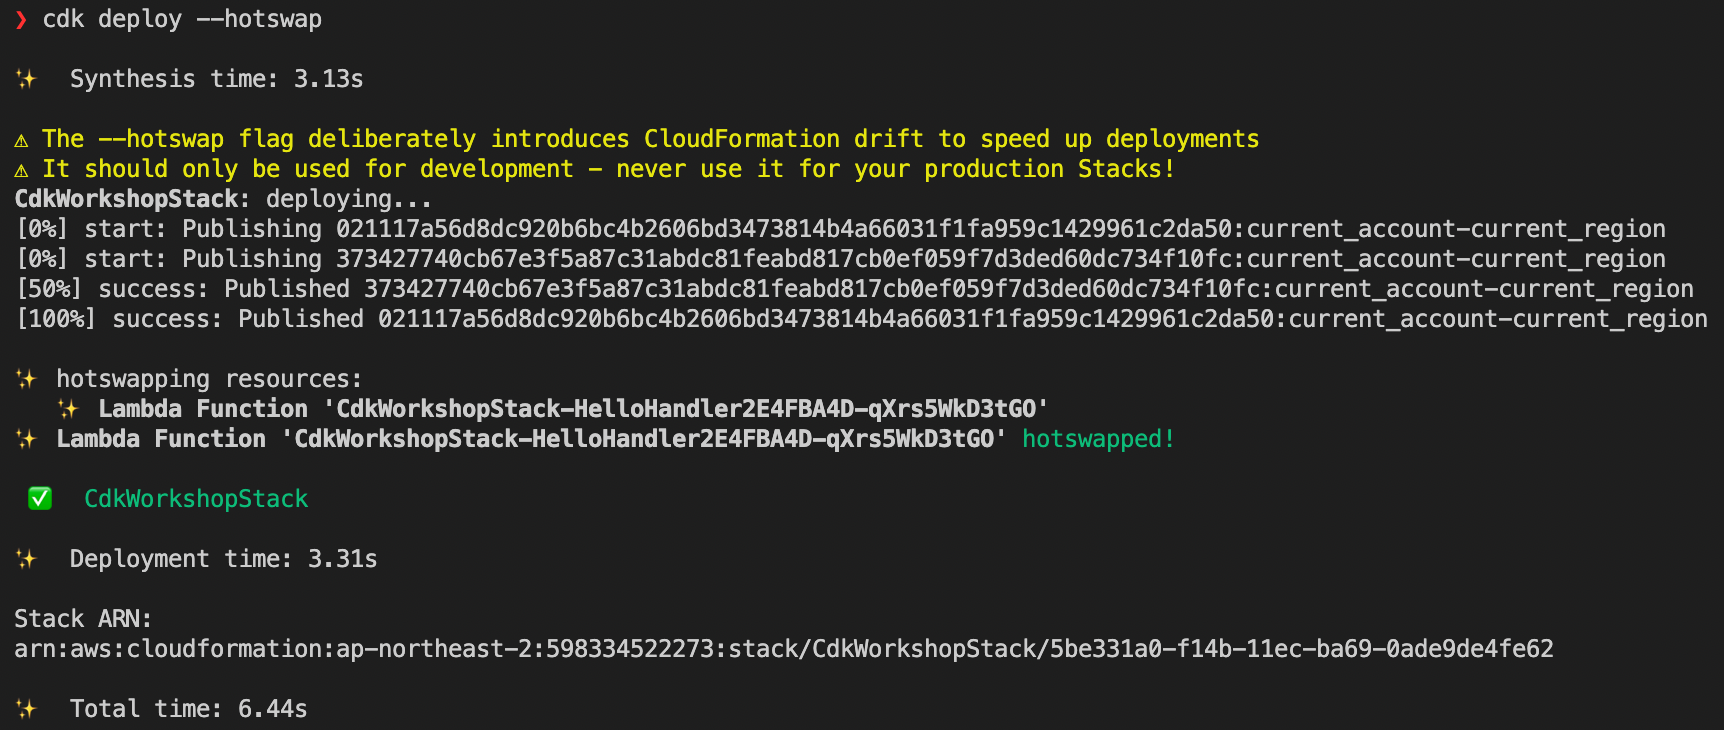 ❯ cdk deploy --hotswap
✨  Synthesis time: 3.13s
⚠ The --hotswap flag deliberately introduces CloudFormation drift to speed up deployments
⚠ It should only be used for development - never use it for your production Stacks!
CdkWorkshopStack: deploying...
[0%] start: Publishing 021117a56d8dc920b6bc4b2606bd3473814b4a66031f1fa959c1429961c2da50:current_account-current_region
[0%] start: Publishing 373427740cb67e3f5a87c31abdc81feabd817cb0ef059f7d3ded60dc734f10fc:current_account-current_region
[50%] success: Published 373427740cb67e3f5a87c31abdc81feabd817cb0ef059f7d3ded60dc734f10fc:current_account-current_region
[100%] success: Published 021117a56d8dc920b6bc4b2606bd3473814b4a66031f1fa959c1429961c2da50:current_account-current_region
✨ hotswapping resources:
✨ Lambda Function 'CdkWorkshopStack-HelloHandler2E4FBA4D-qXrs5WkD3tGO'
✨ Lambda Function 'CdkWorkshopStack-HelloHandler2E4FBA4D-qXrs5WkD3tGO' hotswapped!
✅  CdkWorkshopStack
✨  Deployment time: 3.31s
Stack ARN:
arn:aws:cloudformation:ap-northeast-2:598334522273:stack/CdkWorkshopStack/5be331a0-f14b-11ec-ba69-0ade9de4fe62
✨  Total time: 6.44s